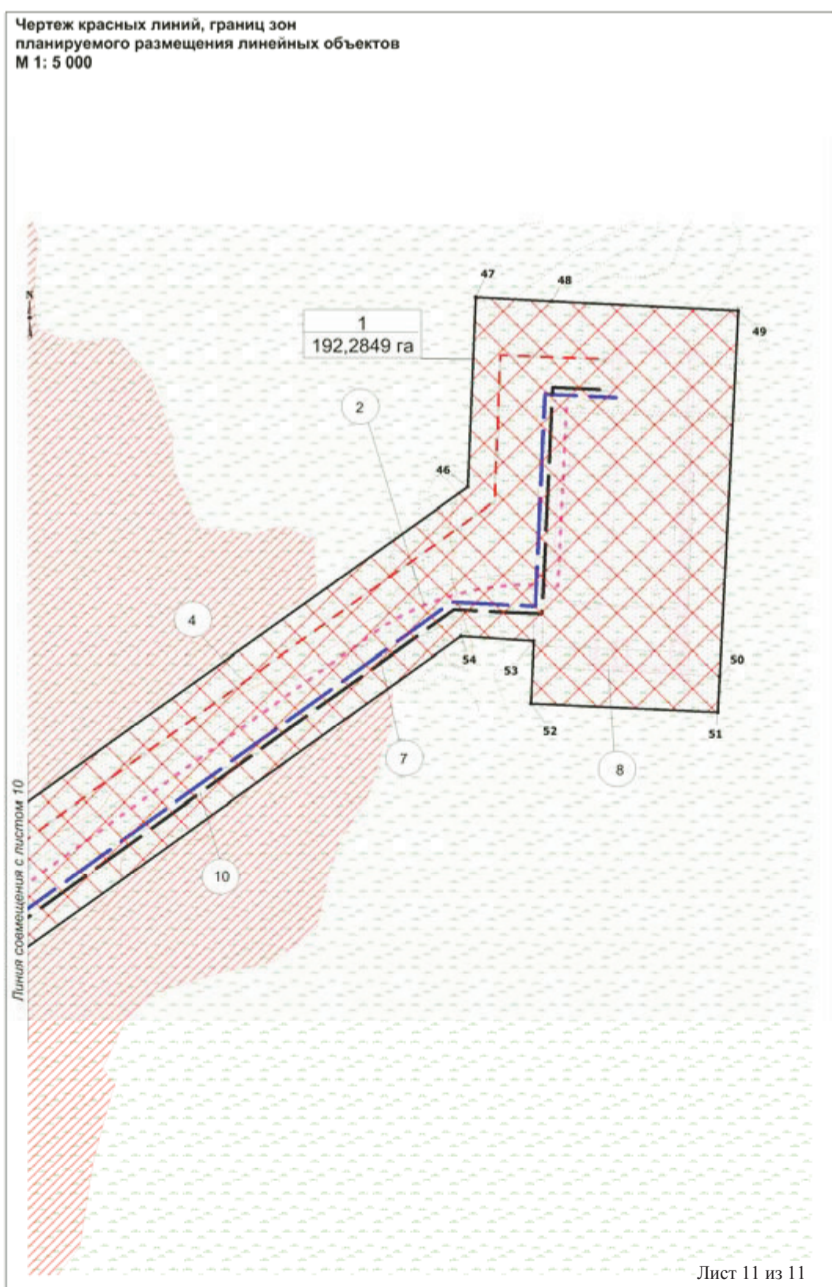 Чертеж красных линий, границ зон
планируемого размещения линейных объектов
М 1: 5 000
47
48
49
N
1
192,2849 га
2
46
4
54
53
50
7
52
51
8
Линия совмещения с листом 10
10
Лист 11 из 11